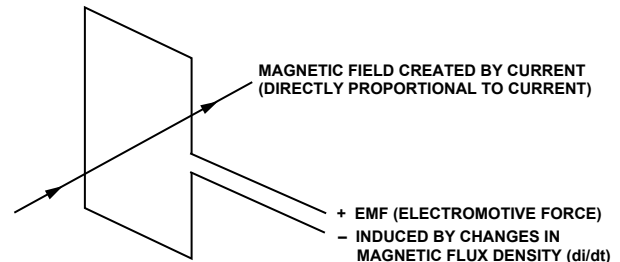 MAGNETIC FIELD CREATED BY CURRENT
(DIRECTLY PROPORTIONAL TO CURRENT)
+ EMF (ELECTROMOTIVE FORCE)
– INDUCED BY CHANGES IN
MAGNETIC FLUX DENSITY (di/dt)